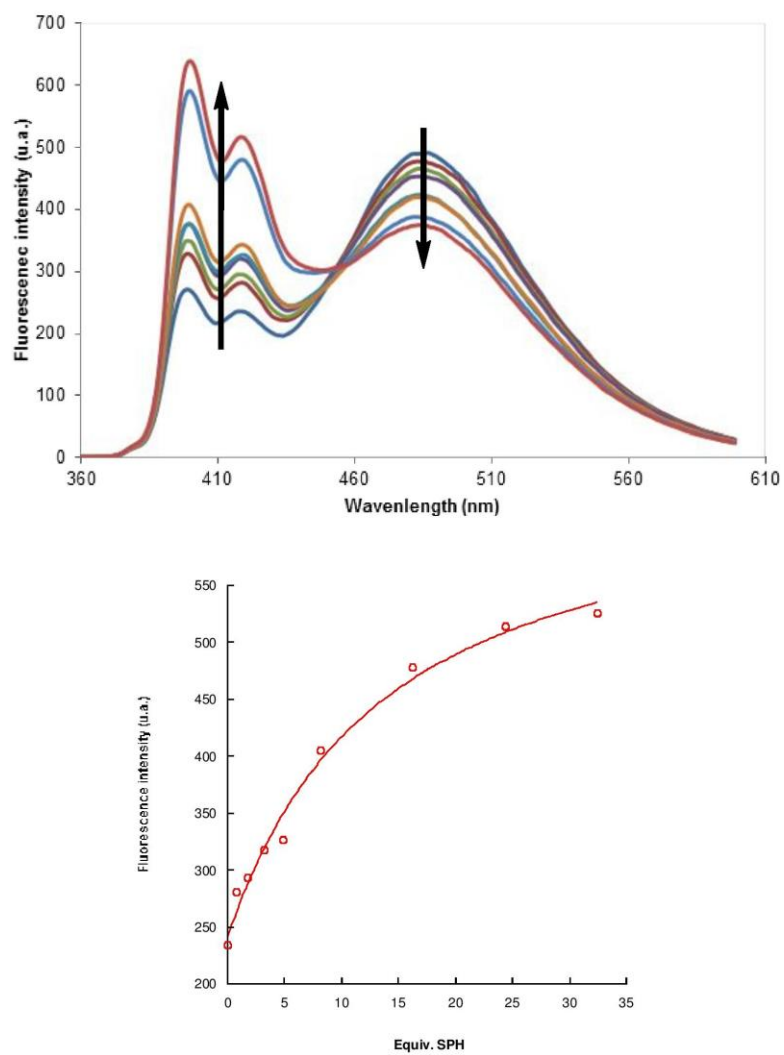 700
600
500
400
300
200
100
0
Fluorescenec intensity (u.a.)
360 410 460 510 560 610
Wavenlength (nm)
550
500
450
400
350
300
250
200
Fluorescence intensity (u.a.)
0 5 10 15 20 25 30 35
Equiv. SPH